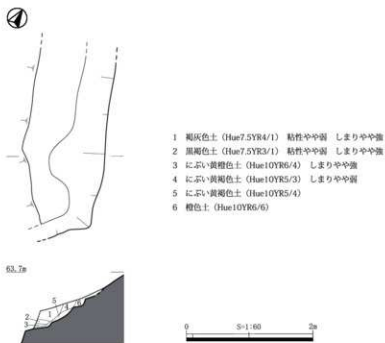 1 褐灰色土（Hue7.5YR4/1） 粘性やや弱 しまりやや強
2 黒褐色土（Hue7.5YR3/1） 粘性やや弱 しまりやや強
3 にぶい黄橙色土（Hue10YR6/4） しまりやや強
4 にぶい黄褐色土（Hue10YR5/3） しまりやや弱
5 にぶい黄褐色土（Hue10YR5/4）
6 橙色土（Hue10YR6/6）
63.7m
5
4
6
2
1
3
0 S=1:60 2m